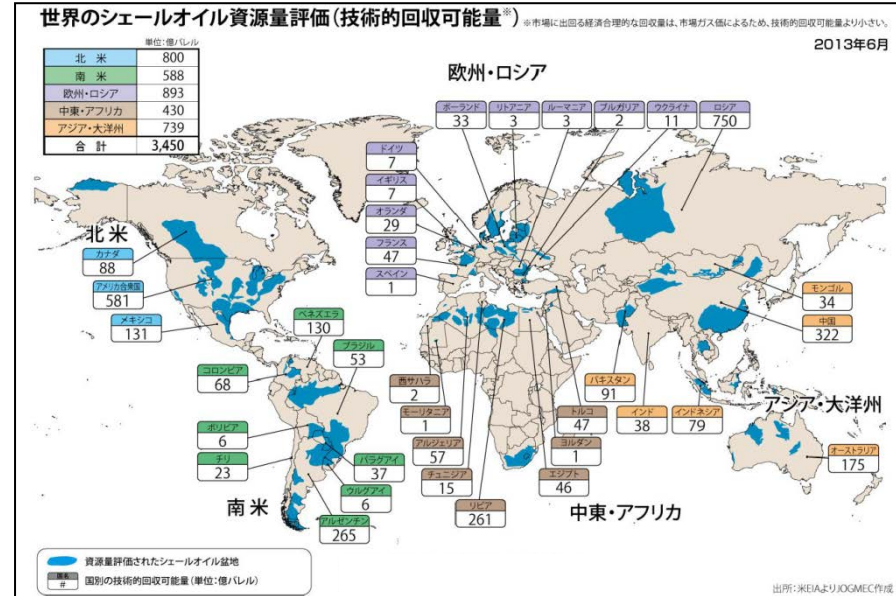 世界のシェールオイル資源量評価(技術的回収可能量※)
※市場に出回る経済合理的な回収量は、市場ガス価によるため、技術的回収可能量より小さい。
2013年6月
単位:億バレル
北 米 800
南 米 588
欧州・ロシア 893
中東・アフリカ 430
アジア・大洋州 739
合 計 3,450
欧州・ロシア
ポーランド
33
リトアニア
3
ルーマニア
3
ブルガリア
2
ウクライナ
11
ロシア
750
ドイツ
7
イギリス
7
オランダ
29
フランス
47
スペイン
1
北 米
カナダ
88
アメリカ合衆国
581
メキシコ
131
ベネズエラ
130
ブラジル
53
コロンビア
68
ボリビア
6
チリ
23
パラグアイ
37
ウルグアイ
6
アルゼンチン
265
南 米
西サハラ
2
モーリタニア
1
アルジェリア
57
チュニジア
15
リビア
261
トルコ
47
ヨルダン
1
エジプト
46
中東・アフリカ
モンゴル
34
中国
322
パキスタン
91
インド
38
インドネシア
79
アジア・大洋州
オーストラリア
175
資源量評価されたシェールオイル盆地
国名
#
国別の技術的回収可能量(単位:億バレル)
出所:米EIAよりJOGMEC作成